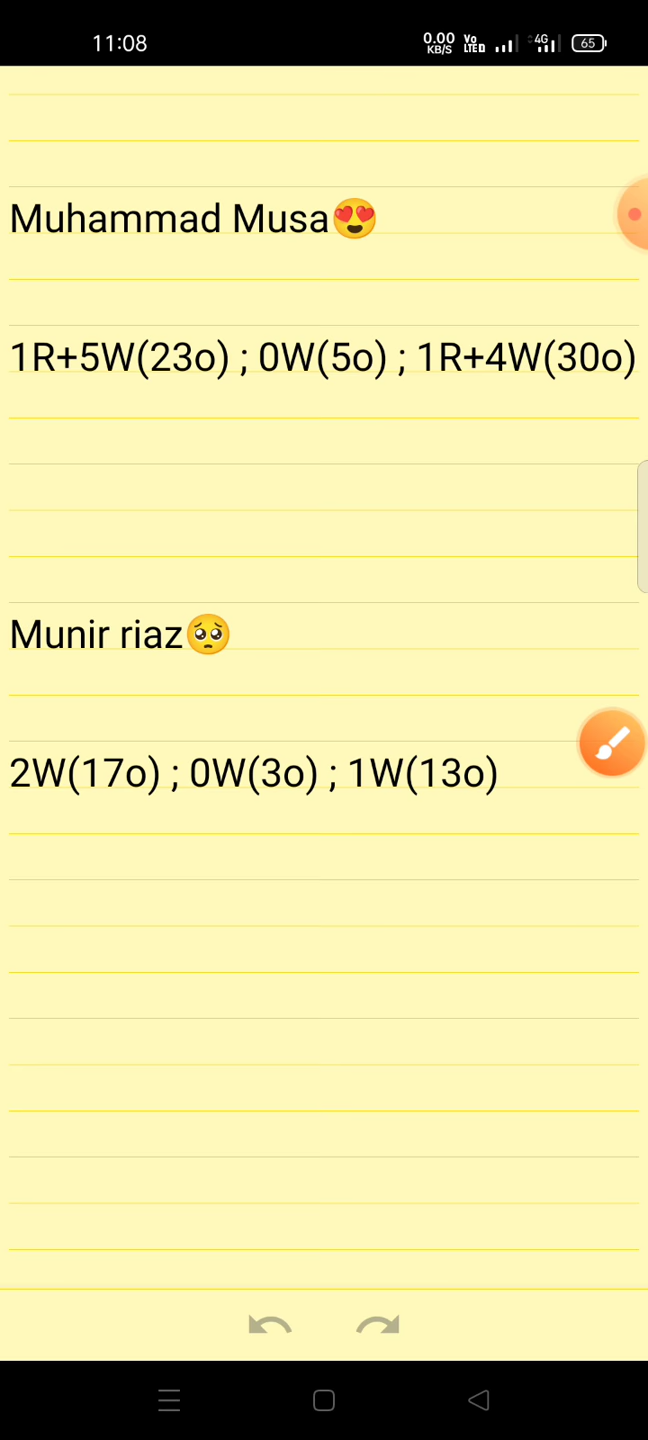 11:08 0.00 KB/S Vo LTE 4G 65
Muhammad Musa😍
1R+5W(23o) ; 0W(5o) ; 1R+4W(30o)
Munir riaz🥺
2W(17o) ; 0W(3o) ; 1W(13o)